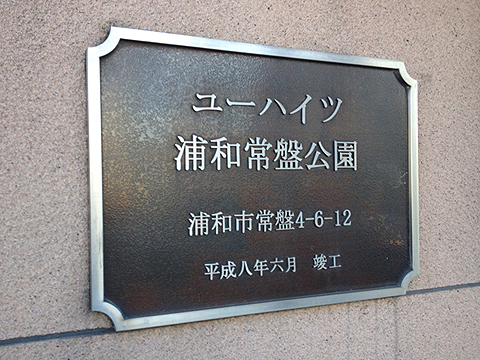 ユーハイツ
浦和常盤公園
浦和市常盤4-6-12
平成八年六月 竣工